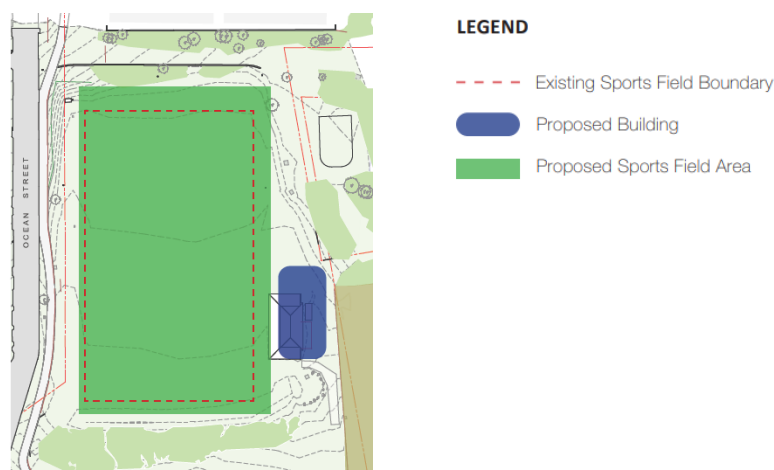 OCEAN STREET
LEGEND
Existing Sports Field Boundary
Proposed Building
Proposed Sports Field Area